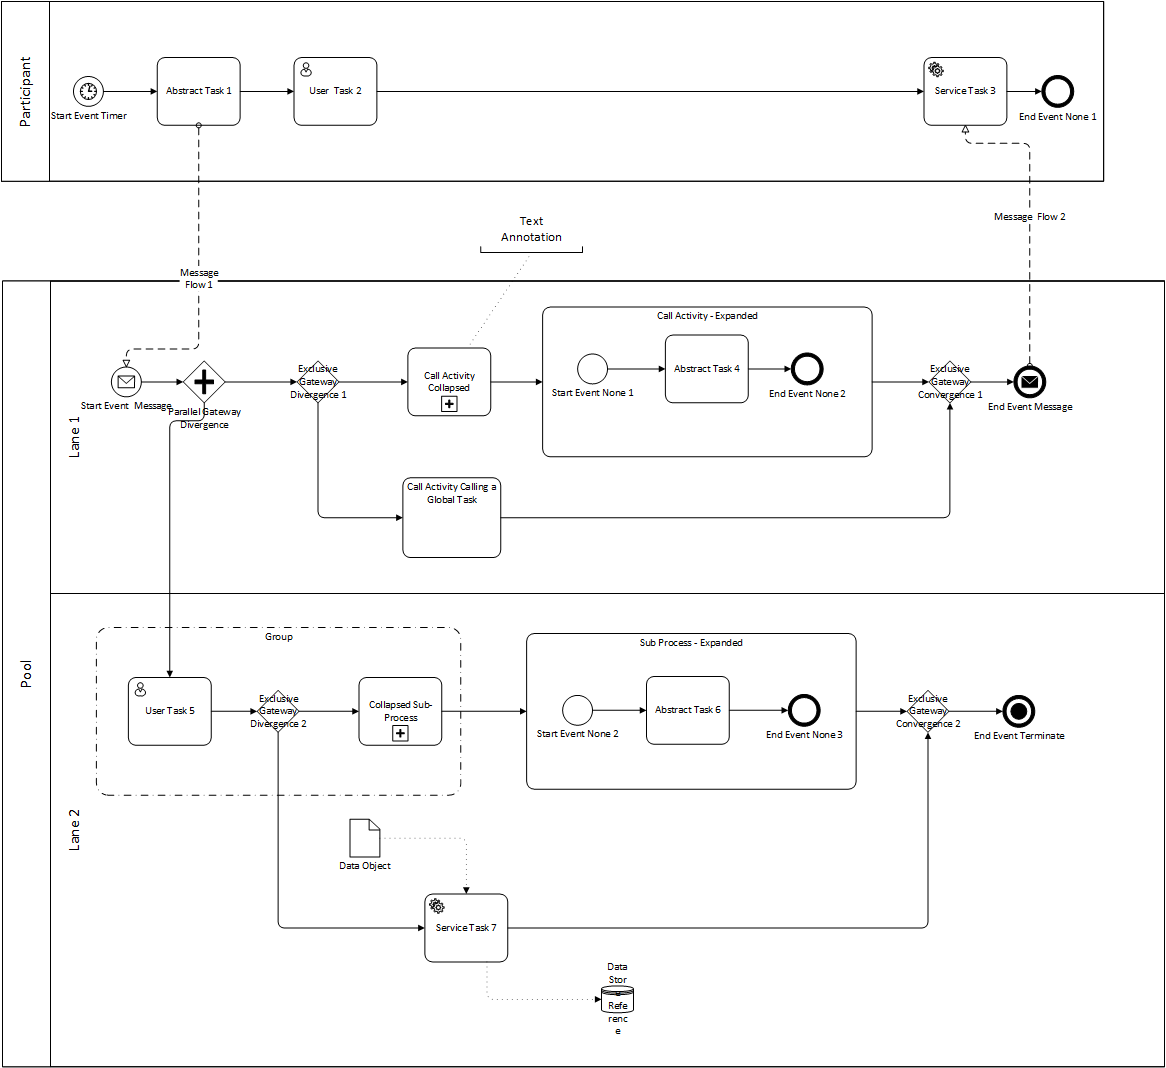 Participant
Abstract Task 1
User Task 2
Service Task 3
Start Event Timer
End Event None 1
Message Flow 2
Text
Annotation
Message
Flow 1
Pool
Lane 1
Call Activity - Expanded
Exclusive
Gateway
Divergence 1
Call Activity
Collapsed
Abstract Task 4
Start Event None 1
End Event None 2
Exclusive
Gateway
Convergence 1
Start Event Message
End Event Message
Parallel Gateway
Divergence
Call Activity Calling a
Global Task
Lane 2
Group
Sub Process - Expanded
User Task 5
Exclusive
Gateway
Divergence 2
Collapsed Sub-
Process
Abstract Task 6
Start Event None 2
End Event None 3
Exclusive
Gateway
Convergence 2
End Event Terminate
Data Object
Service Task 7
Data
Stor
e
Refe
renc
e